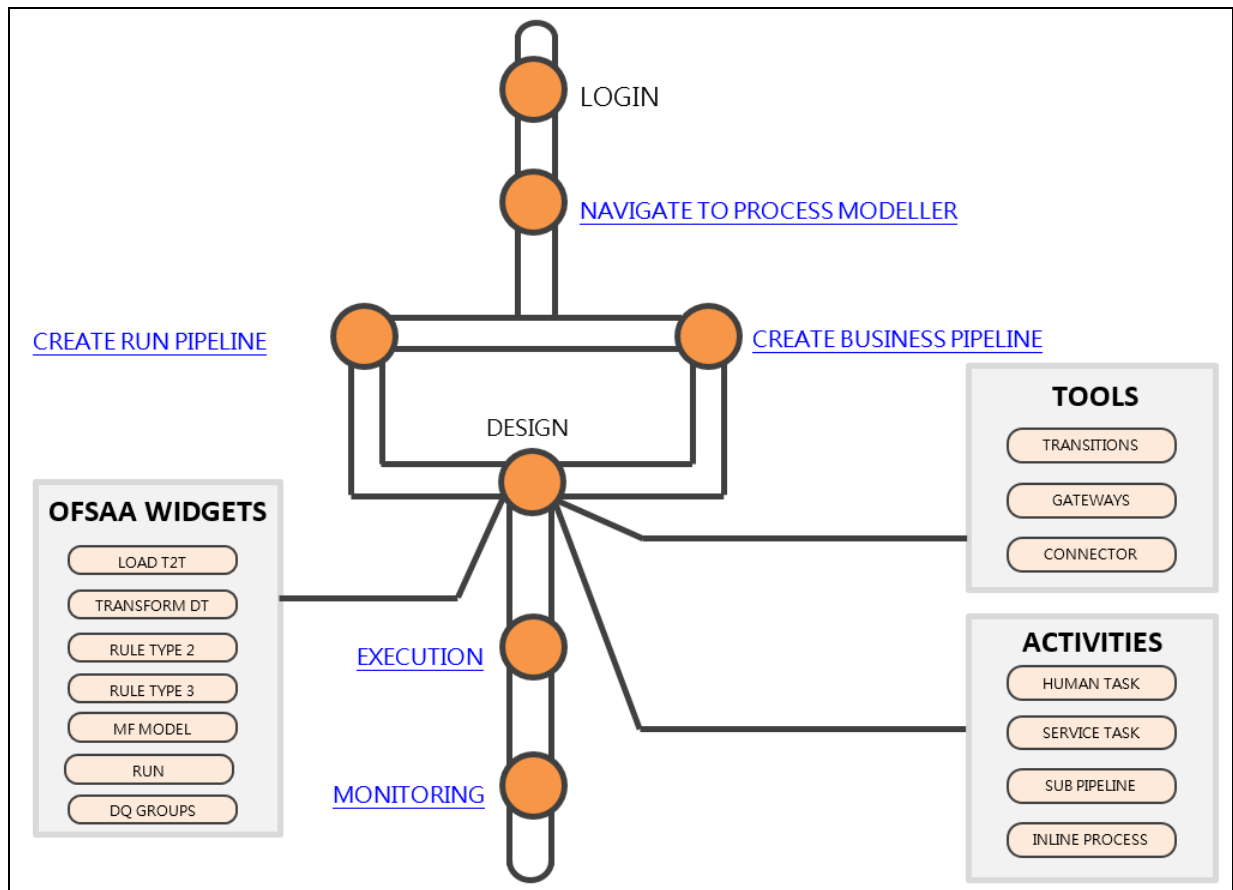 LOGIN
NAVIGATE TO PROCESS MODELLER
CREATE RUN PIPELINE
CREATE BUSINESS PIPELINE
DESIGN
TOOLS
TRANSITIONS
GATEWAYS
CONNECTOR
OFSAA WIDGETS
LOAD T2T
TRANSFORM DT
RULE TYPE 2
RULE TYPE 3
MF MODEL
RUN
DQ GROUPS
EXECUTION
MONITORING
ACTIVITIES
HUMAN TASK
SERVICE TASK
SUB PIPELINE
INLINE PROCESS